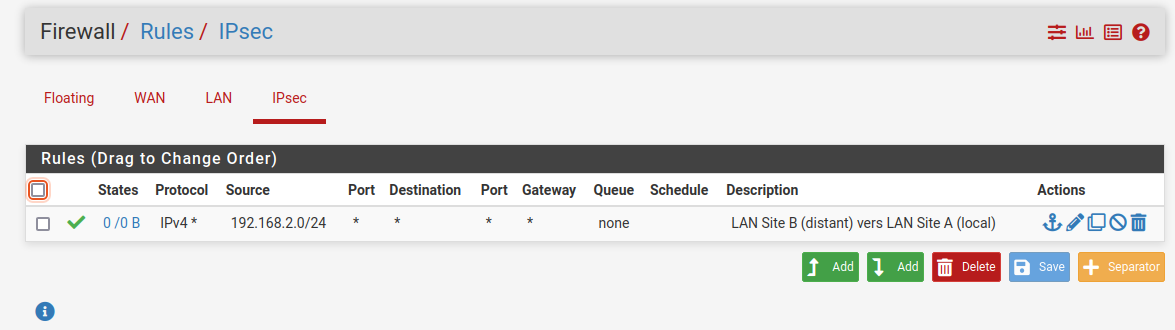 Firewall / Rules / IPsec
Floating WAN LAN IPsec
Rules (Drag to Change Order)
States Protocol Source Port Destination Port Gateway Queue Schedule Description Actions
0 /0 B IPv4 * 192.168.2.0/24 * * * * none LAN Site B (distant) vers LAN Site A (local)
Add Add Delete Save Separator